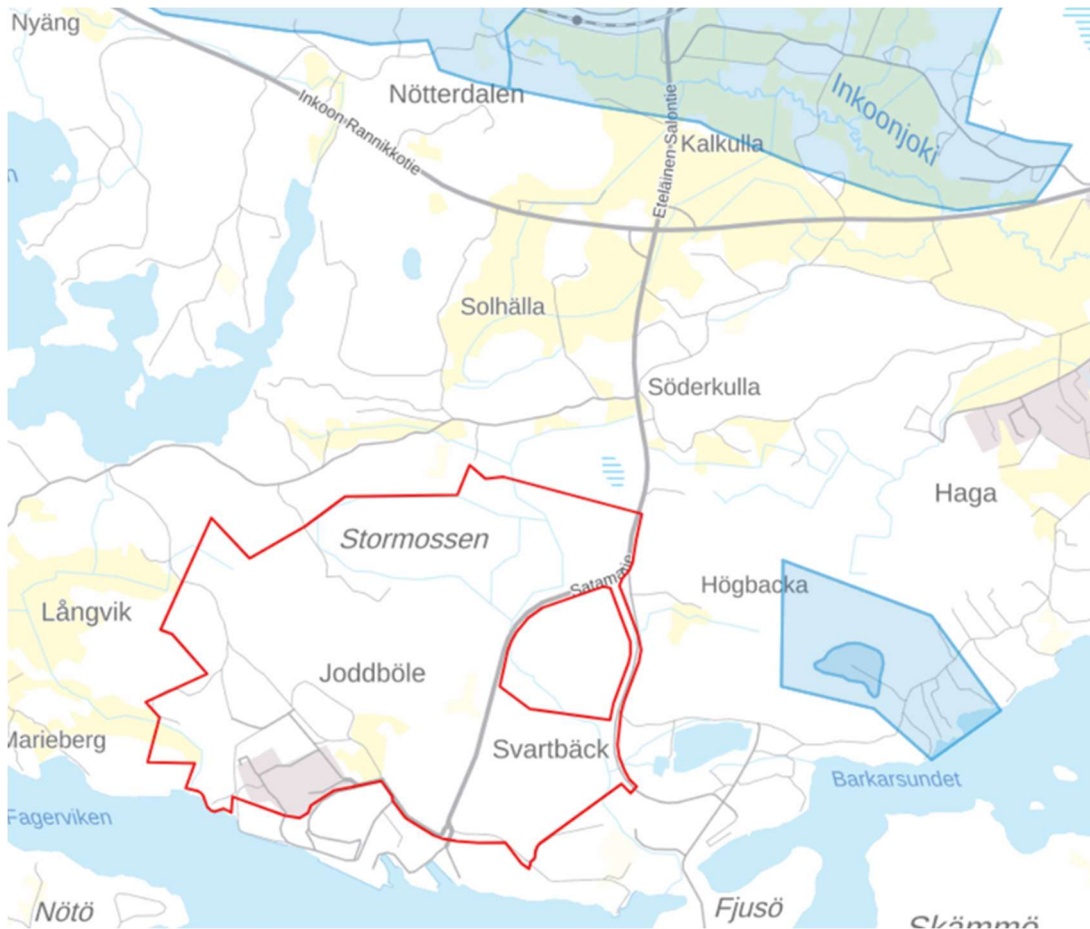 Nyäng
Nötterdalen
Inkoon Rannikkotie
Eteläinen Salontie
Kalkulla
Inkoonjoki
Solhälla
Söderkulla
Haga
Stormossen
Satamatie
Högbacka
Långvik
Joddböle
Marieberg
Svartbäck
Barkarsundet
Fagerviken
Nötö
Fjusö
Skämmö